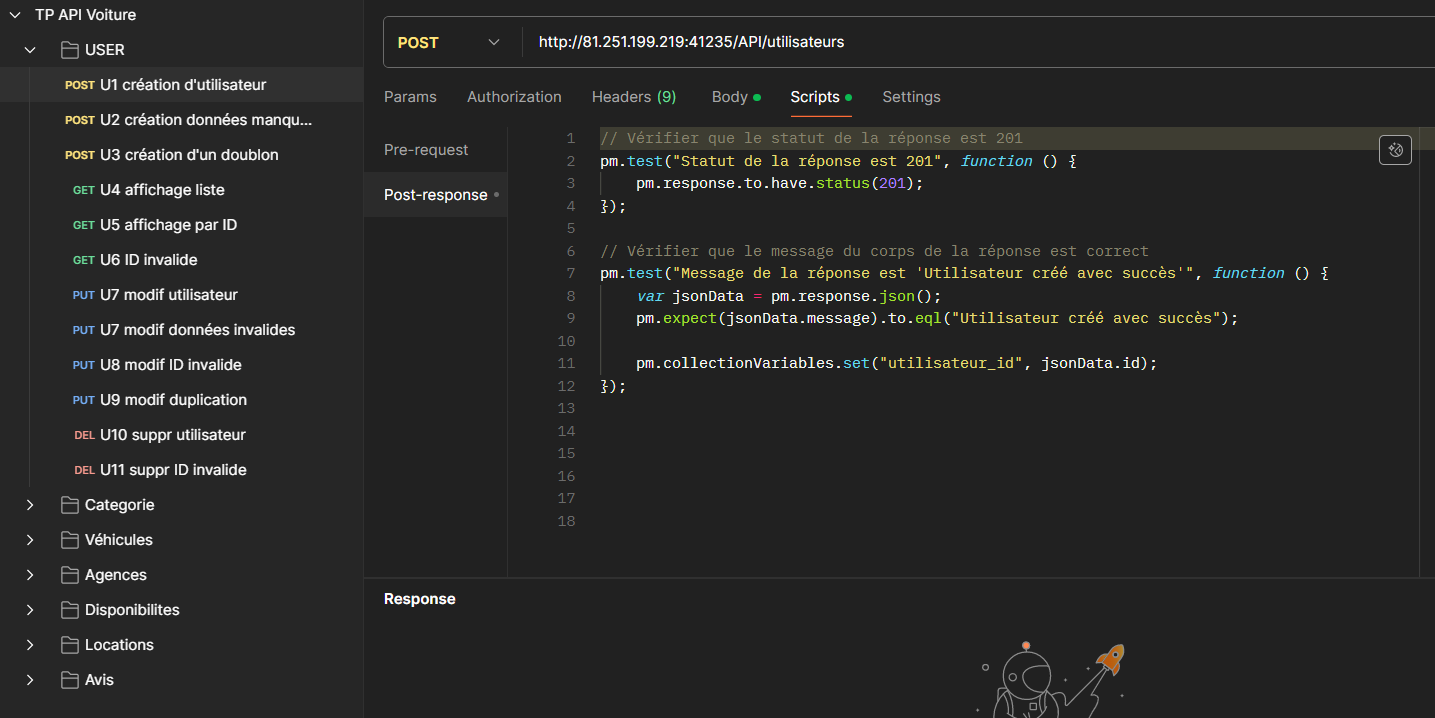 TP API Voiture
USER
POST U1 création d'utilisateur
POST U2 création données manqu...
POST U3 création d'un doublon
GET U4 affichage liste
GET U5 affichage par ID
GET U6 ID invalide
PUT U7 modif utilisateur
PUT U7 modif données invalides
PUT U8 modif ID invalide
PUT U9 modif duplication
DEL U10 suppr utilisateur
DEL U11 suppr ID invalide
Categorie
Véhicules
Agences
Disponibilites
Locations
Avis
POST http://81.251.199.219:41235/API/utilisateurs
Params Authorization Headers (9) Body Scripts Settings
Pre-request
Post-response
1 // Vérifier que le statut de la réponse est 201
2 pm.test("Statut de la réponse est 201", function () {
3 pm.response.to.have.status(201);
4 });
5
6 // Vérifier que le message du corps de la réponse est correct
7 pm.test("Message de la réponse est 'Utilisateur créé avec succès'", function () {
8 var jsonData = pm.response.json();
9 pm.expect(jsonData.message).to.eql("Utilisateur créé avec succès");
10
11 pm.collectionVariables.set("utilisateur_id", jsonData.id);
12 });
13
14
15
16
17
18
Response